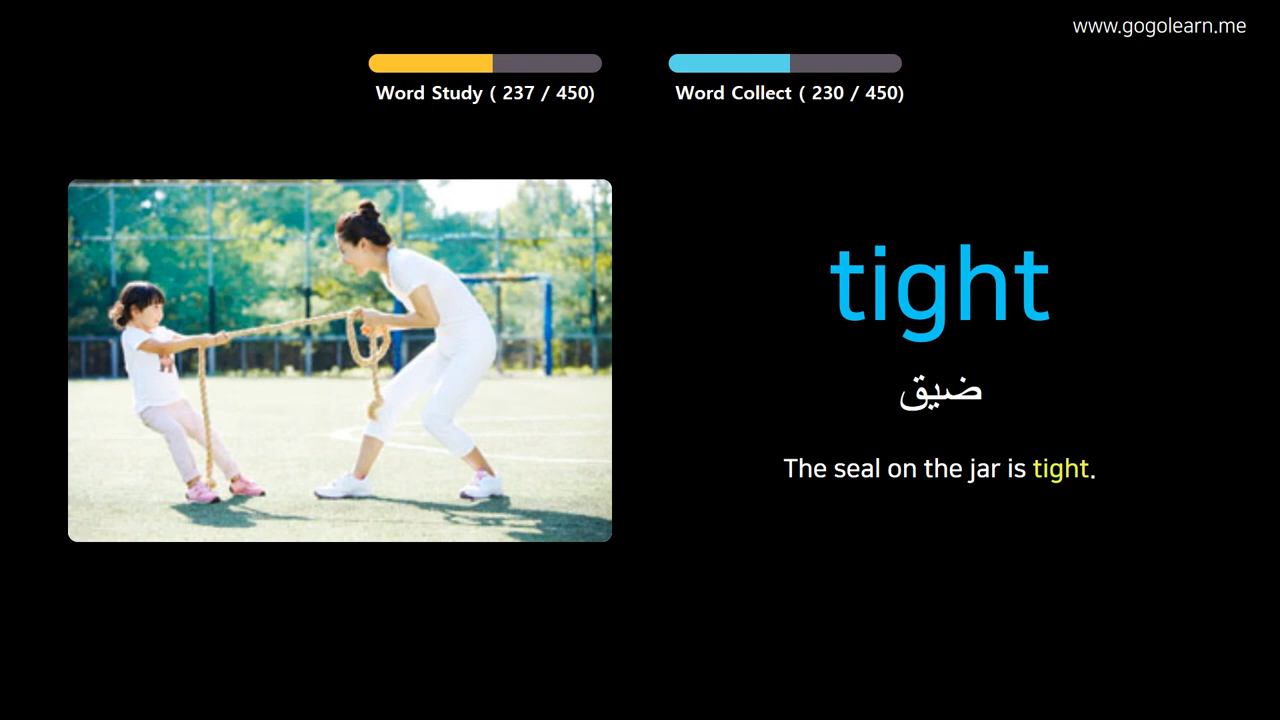 www.gogolearn.me
Word Study ( 237 / 450)
Word Collect ( 230 / 450)
tight
ضيق
The seal on the jar is tight.